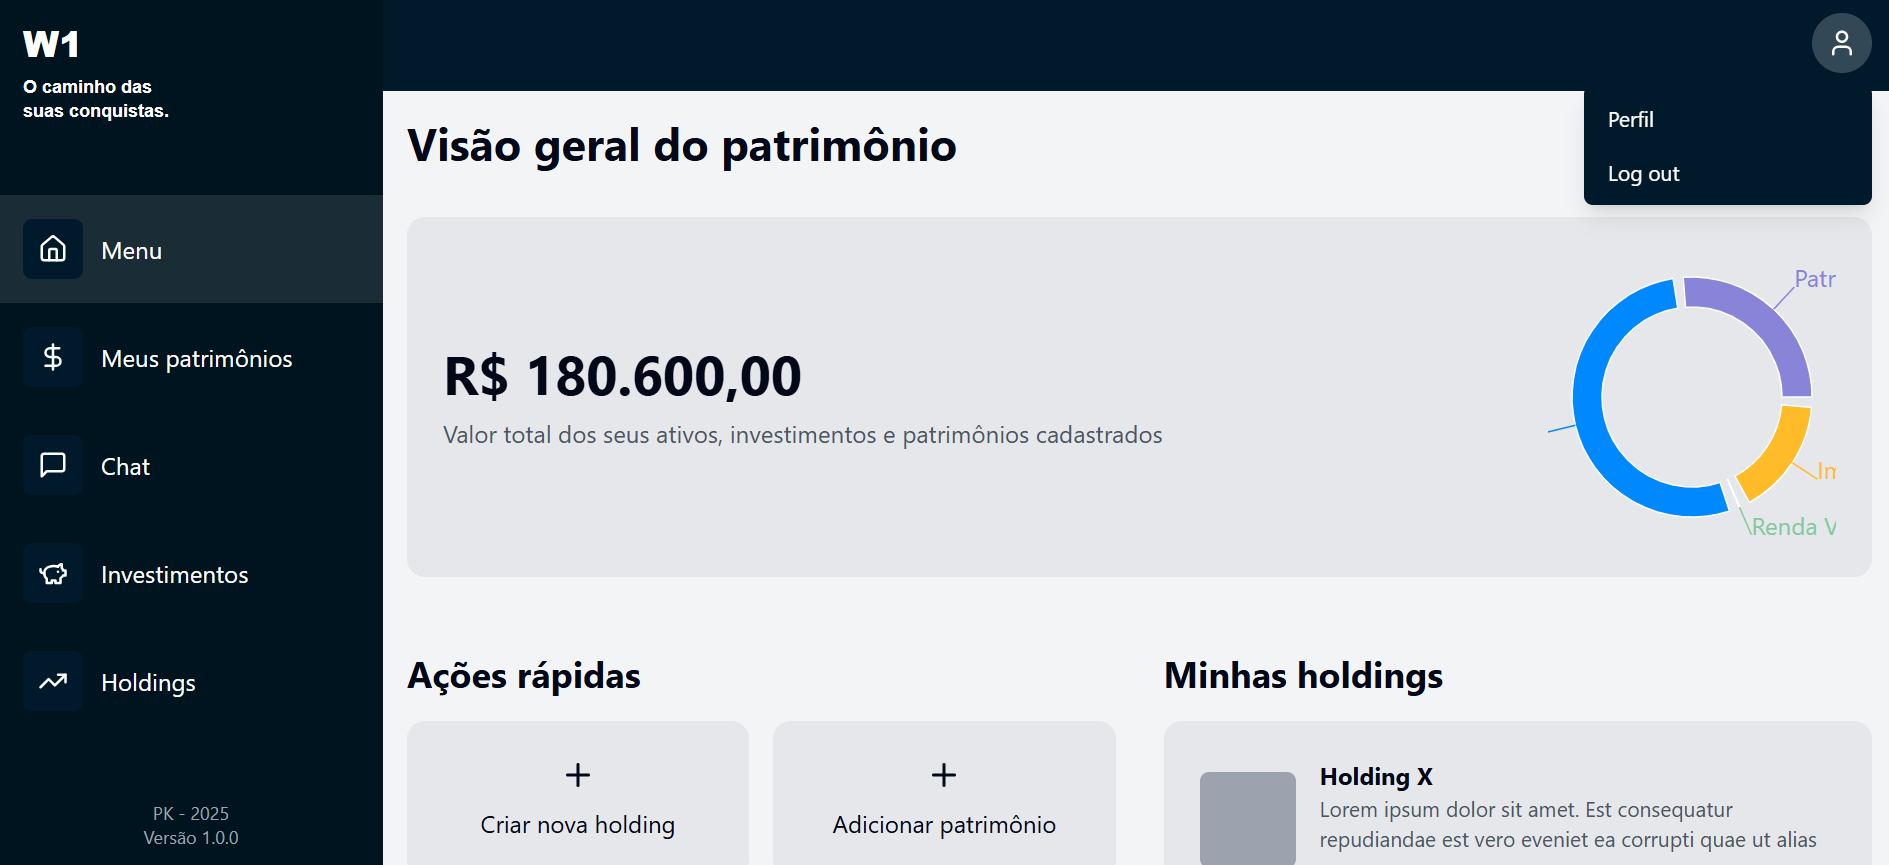 W1
O caminho das
suas conquistas.
Menu
Meus patrimônios
Chat
Investimentos
Holdings
PK - 2025
Versão 1.0.0
Perfil
Log out
Visão geral do patrimônio
R$ 180.600,00
Valor total dos seus ativos, investimentos e patrimônios cadastrados
Patr
Im
Renda V
Ações rápidas
Criar nova holding
Adicionar patrimônio
Minhas holdings
Holding X
Lorem ipsum dolor sit amet. Est consequatur
repudiandae est vero eveniet ea corrupti quae ut alias